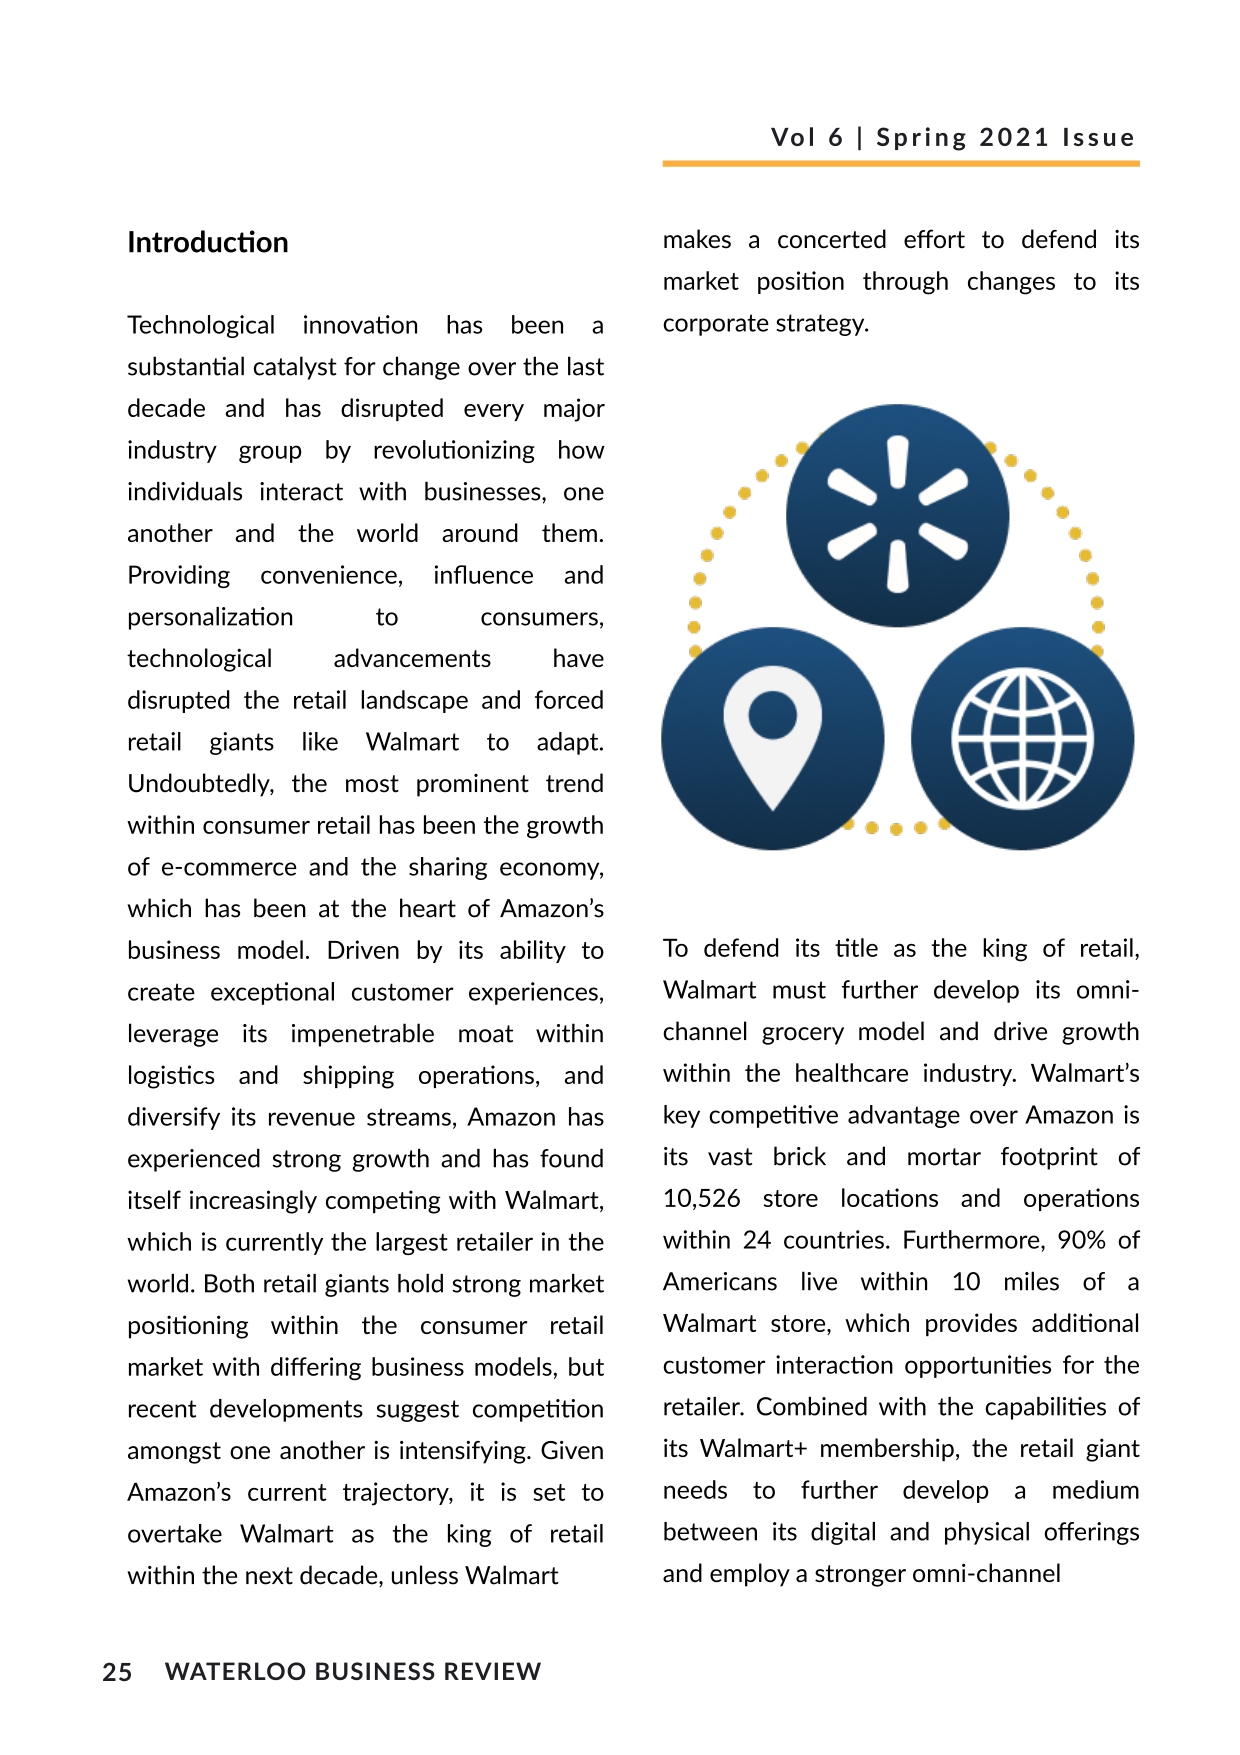 Vol 6 | Spring 2021 Issue
Introduction
Technological innovation has been a
substantial catalyst for change over the last
decade and has disrupted every major
industry group by revolutionizing how
individuals interact with businesses, one
another and the world around them.
Providing convenience, influence and
personalization to consumers,
technological advancements have
disrupted the retail landscape and forced
retail giants like Walmart to adapt.
Undoubtedly, the most prominent trend
within consumer retail has been the growth
of e-commerce and the sharing economy,
which has been at the heart of Amazon’s
business model. Driven by its ability to
create exceptional customer experiences,
leverage its impenetrable moat within
logistics and shipping operations, and
diversify its revenue streams, Amazon has
experienced strong growth and has found
itself increasingly competing with Walmart,
which is currently the largest retailer in the
world. Both retail giants hold strong market
positioning within the consumer retail
market with differing business models, but
recent developments suggest competition
amongst one another is intensifying. Given
Amazon’s current trajectory, it is set to
overtake Walmart as the king of retail
within the next decade, unless Walmart
makes a concerted effort to defend its
market position through changes to its
corporate strategy.
To defend its title as the king of retail,
Walmart must further develop its omni-
channel grocery model and drive growth
within the healthcare industry. Walmart’s
key competitive advantage over Amazon is
its vast brick and mortar footprint of
10,526 store locations and operations
within 24 countries. Furthermore, 90% of
Americans live within 10 miles of a
Walmart store, which provides additional
customer interaction opportunities for the
retailer. Combined with the capabilities of
its Walmart+ membership, the retail giant
needs to further develop a medium
between its digital and physical offerings
and employ a stronger omni-channel
25 WATERLOO BUSINESS REVIEW